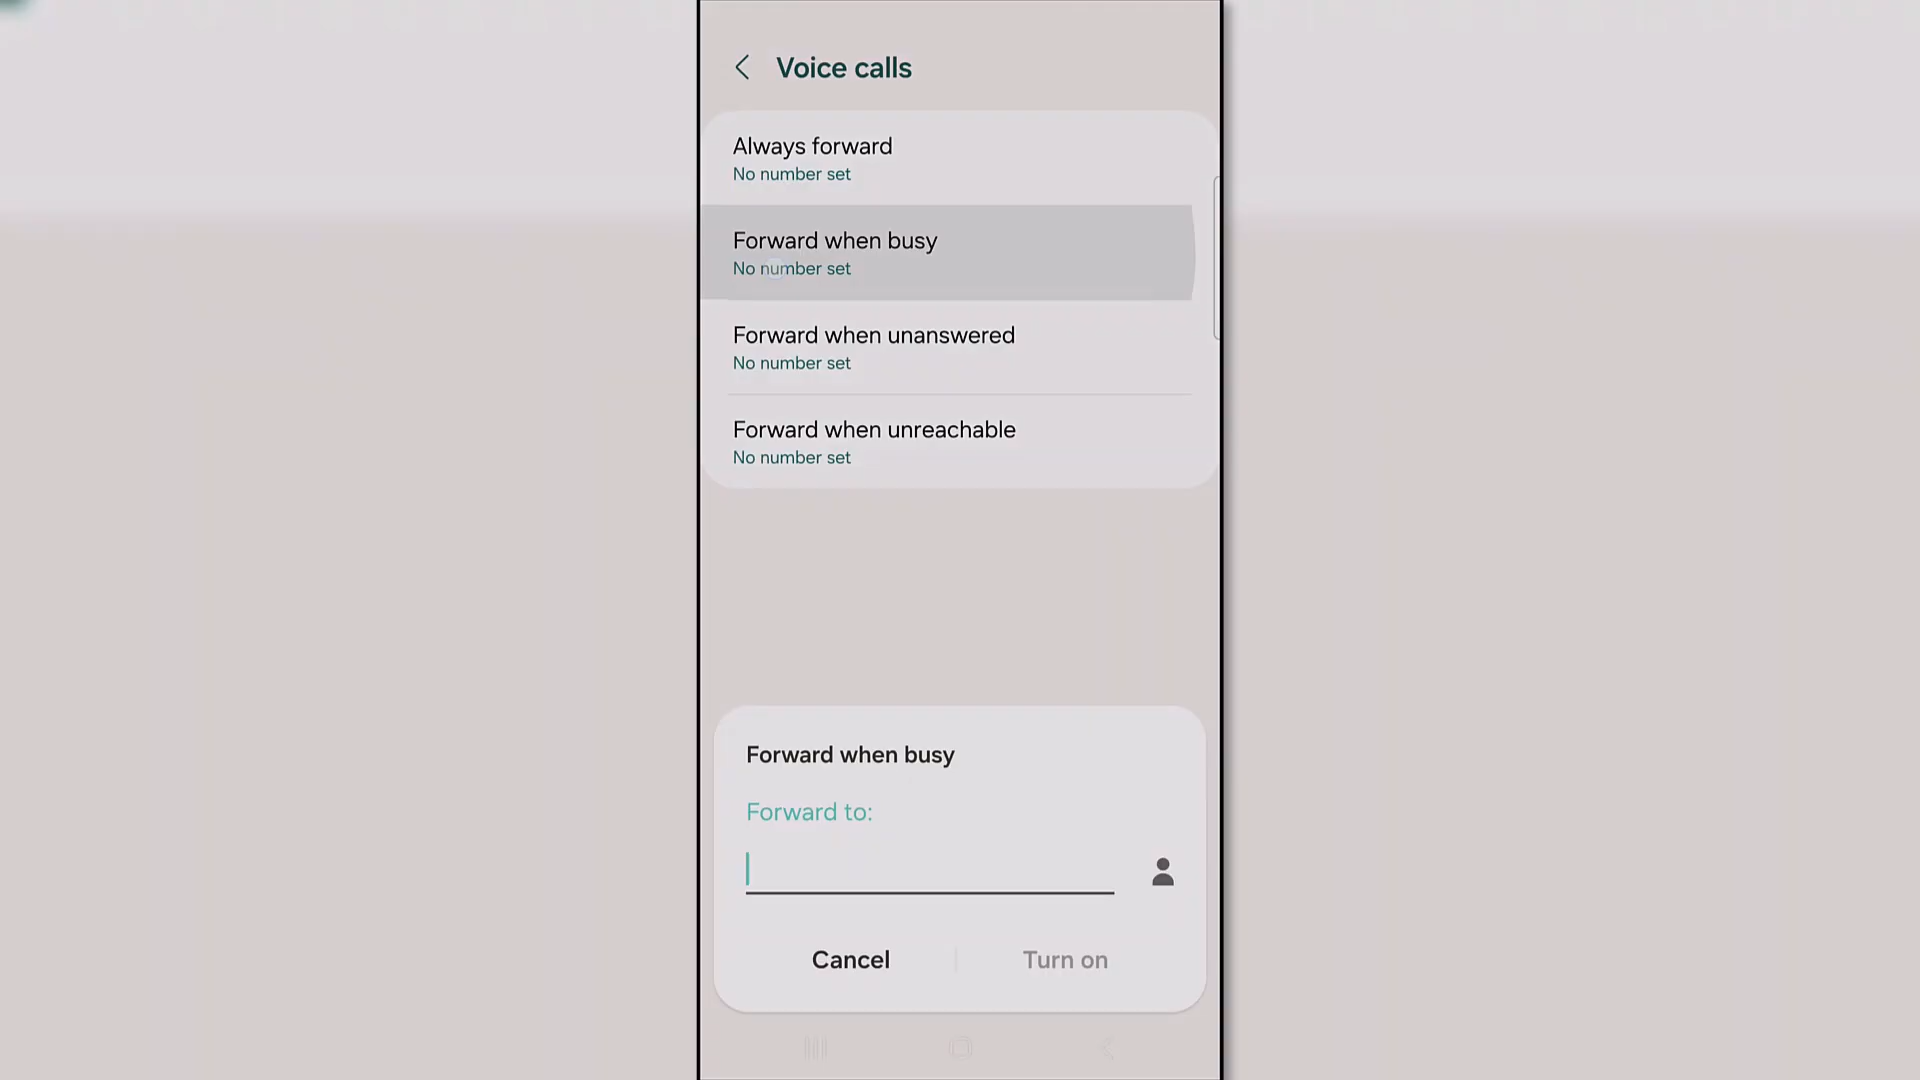 Voice calls
Always forward
No number set
Forward when busy
No number set
Forward when unanswered
No number set
Forward when unreachable
No number set
Forward when busy
Forward to:
Cancel
Turn on